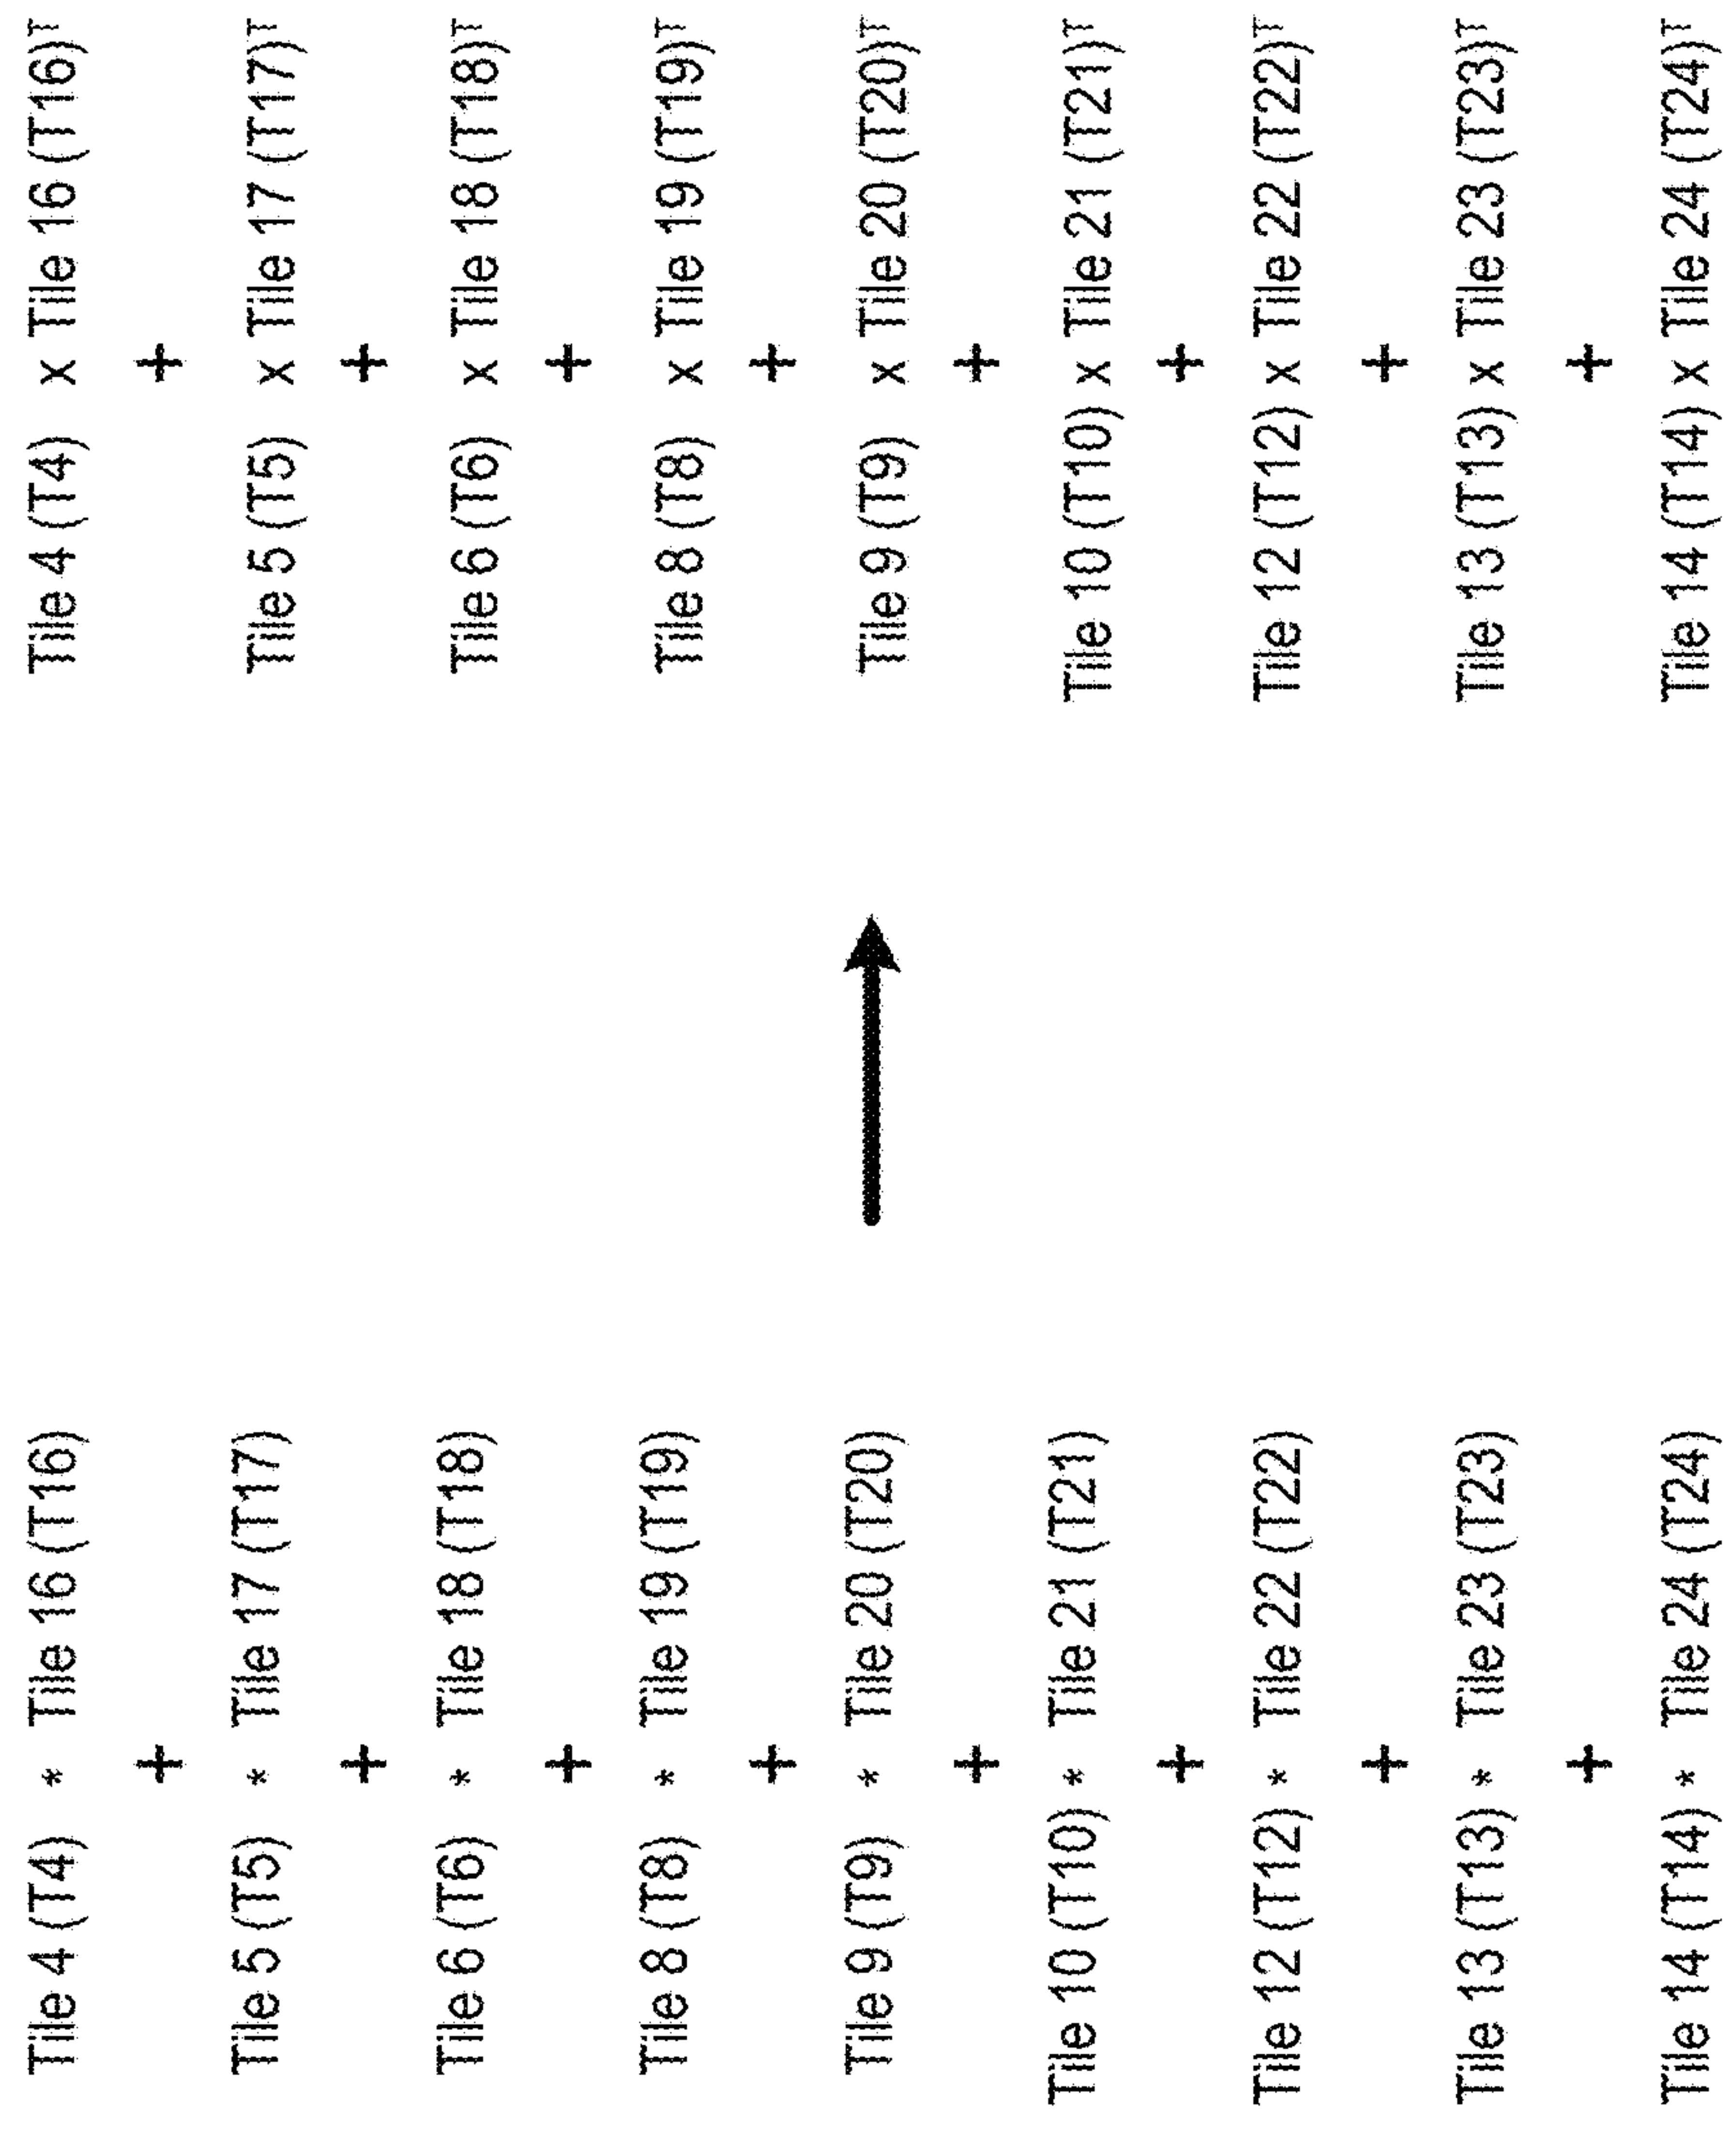 Tile 4 (T4) * Tile 16 (T16)
+
Tile 5 (T5) * Tile 17 (T17)
+
Tile 6 (T6) * Tile 18 (T18)
+
Tile 8 (T8) * Tile 19 (T19)
+
Tile 9 (T9) * Tile 20 (T20)
+
Tile 10 (T10) * Tile 21 (T21)
+
Tile 12 (T12) * Tile 22 (T22)
+
Tile 13 (T13) * Tile 23 (T23)
+
Tile 14 (T14) * Tile 24 (T24)
Tile 4 (T4) x Tile 16 (T16)ᵀ
+
Tile 5 (T5) x Tile 17 (T17)ᵀ
+
Tile 6 (T6) x Tile 18 (T18)ᵀ
+
Tile 8 (T8) x Tile 19 (T19)ᵀ
+
Tile 9 (T9) x Tile 20 (T20)ᵀ
+
Tile 10 (T10) x Tile 21 (T21)ᵀ
+
Tile 12 (T12) x Tile 22 (T22)ᵀ
+
Tile 13 (T13) x Tile 23 (T23)ᵀ
+
Tile 14 (T14) x Tile 24 (T24)ᵀ